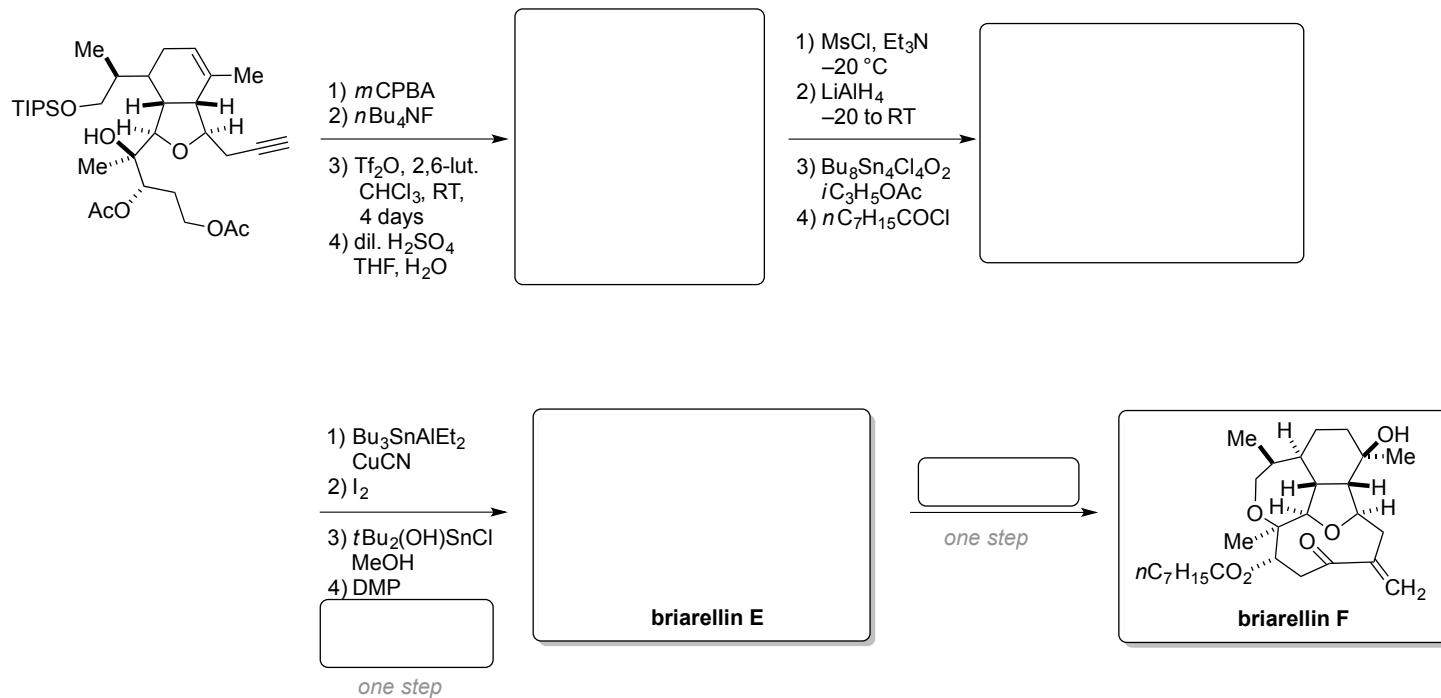 Me
Me
TIPSO
H
H
H
H
HO
O
Me
AcO
OAc
1) mCPBA
2) nBu4NF
3) Tf2O, 2,6-lut.
CHCl3, RT,
4 days
4) dil. H2SO4
THF, H2O
1) MsCl, Et3N
–20 °C
2) LiAlH4
–20 to RT
3) Bu8Sn4Cl4O2
iC3H5OAc
4) nC7H15COCl
1) Bu3SnAlEt2
CuCN
2) I2
3) tBu2(OH)SnCl
MeOH
4) DMP
one step
briarellin E
one step
H
Me
OH
Me
H
H
H
H
O
O
Me
O
nC7H15CO2
CH2
briarellin F